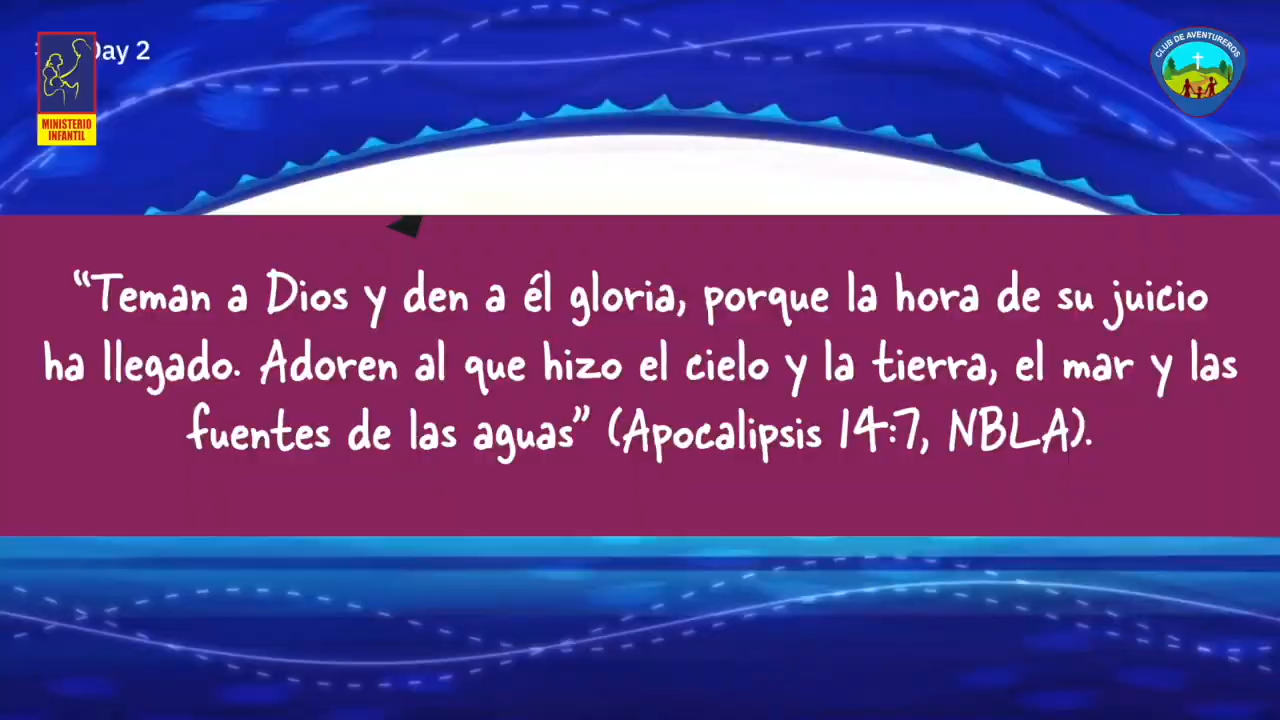 Day 2
MINISTERIO
INFANTIL
CLUB DE AVENTUREROS
“Teman a Dios y den a él gloria, porque la hora de su juicio
ha llegado. Adoren al que hizo el cielo y la tierra, el mar y las
fuentes de las aguas” (Apocalipsis 14:7, NBLA).